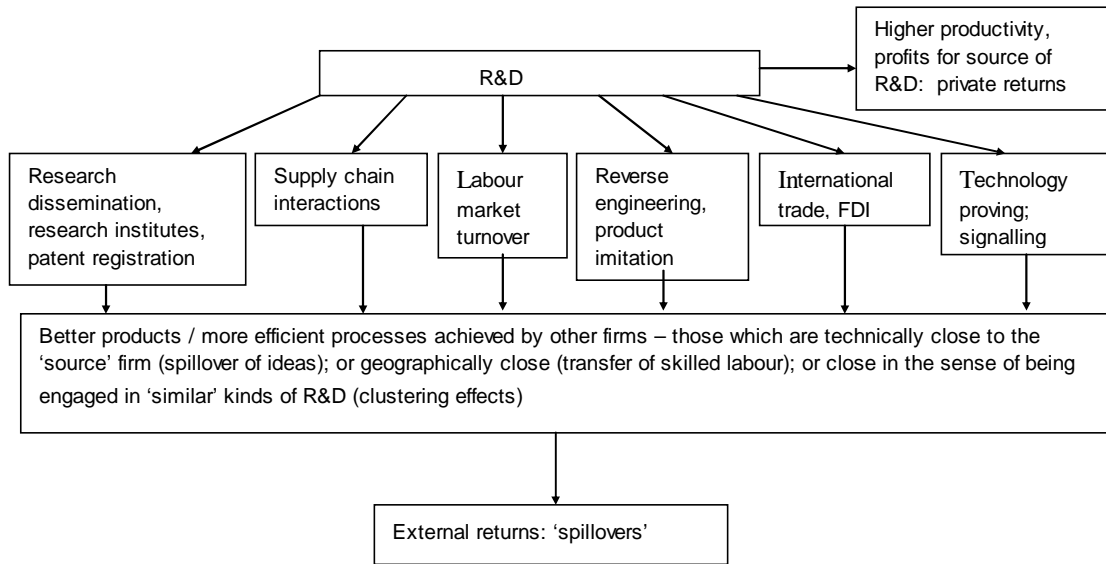 Higher productivity,
profits for source of
R&D: private returns
R&D
Research
dissemination,
research institutes,
patent registration
Supply chain
interactions
Labour
market
turnover
Reverse
engineering,
product
imitation
International
trade, FDI
Technology
proving;
signalling
Better products / more efficient processes achieved by other firms – those which are technically close to the
‘source’ firm (spillover of ideas); or geographically close (transfer of skilled labour); or close in the sense of being
engaged in ‘similar’ kinds of R&D (clustering effects)
External returns: ‘spillovers’